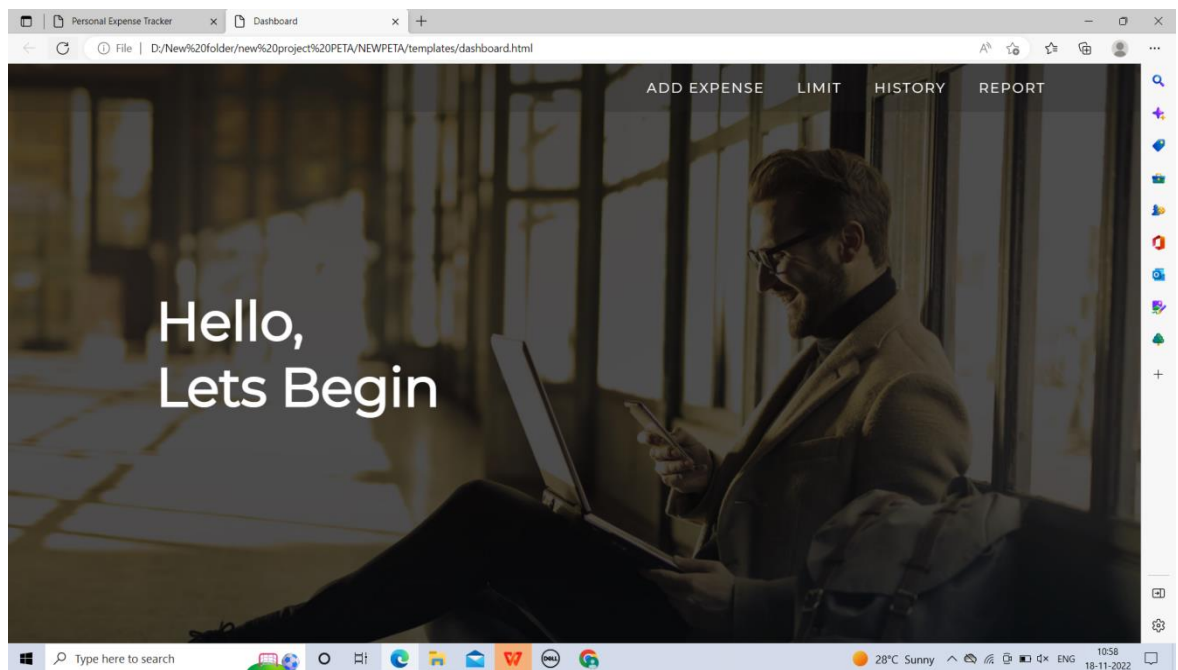 Personal Expense Tracker
Dashboard
File | D:/New%20folder/new%20project%20PETA/NEWPETA/templates/dashboard.html
ADD EXPENSE LIMIT HISTORY REPORT
Hello,
Lets Begin
Type here to search
28°C Sunny
ENG
10:58
18-11-2022